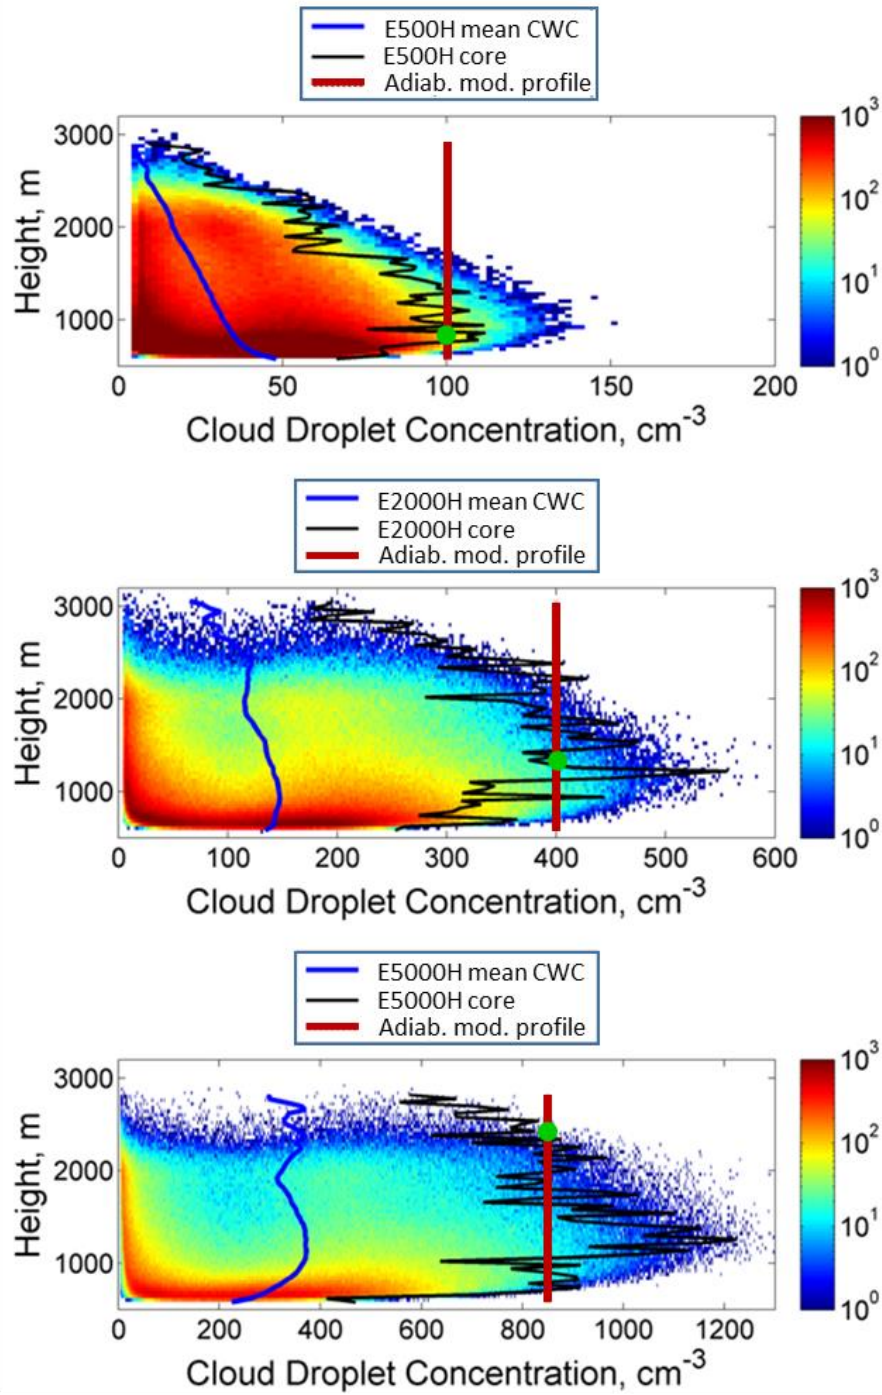 E500H mean CWC
E500H core
Adiab. mod. profile
3000
2000
1000
Height, m
0 50 100 150 200
Cloud Droplet Concentration, cm-3
10^3
10^2
10^1
10^0
E2000H mean CWC
E2000H core
Adiab. mod. profile
3000
2000
1000
Height, m
0 100 200 300 400 500 600
Cloud Droplet Concentration, cm-3
10^3
10^2
10^1
10^0
E5000H mean CWC
E5000H core
Adiab. mod. profile
3000
2000
1000
Height, m
0 200 400 600 800 1000 1200
Cloud Droplet Concentration, cm-3
10^3
10^2
10^1
10^0